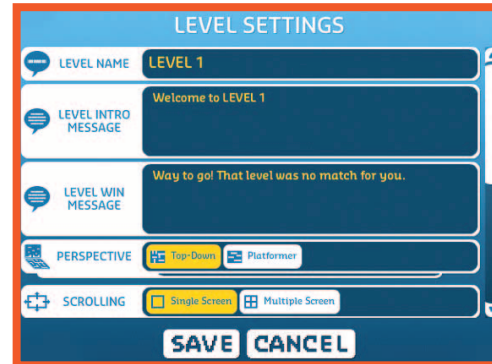 LEVEL SETTINGS
LEVEL NAME
LEVEL 1
LEVEL INTRO
MESSAGE
Welcome to LEVEL 1
LEVEL WIN
MESSAGE
Way to go! That level was no match for you.
PERSPECTIVE
Top-Down
Platformer
SCROLLING
Single Screen
Multiple Screen
SAVE
CANCEL